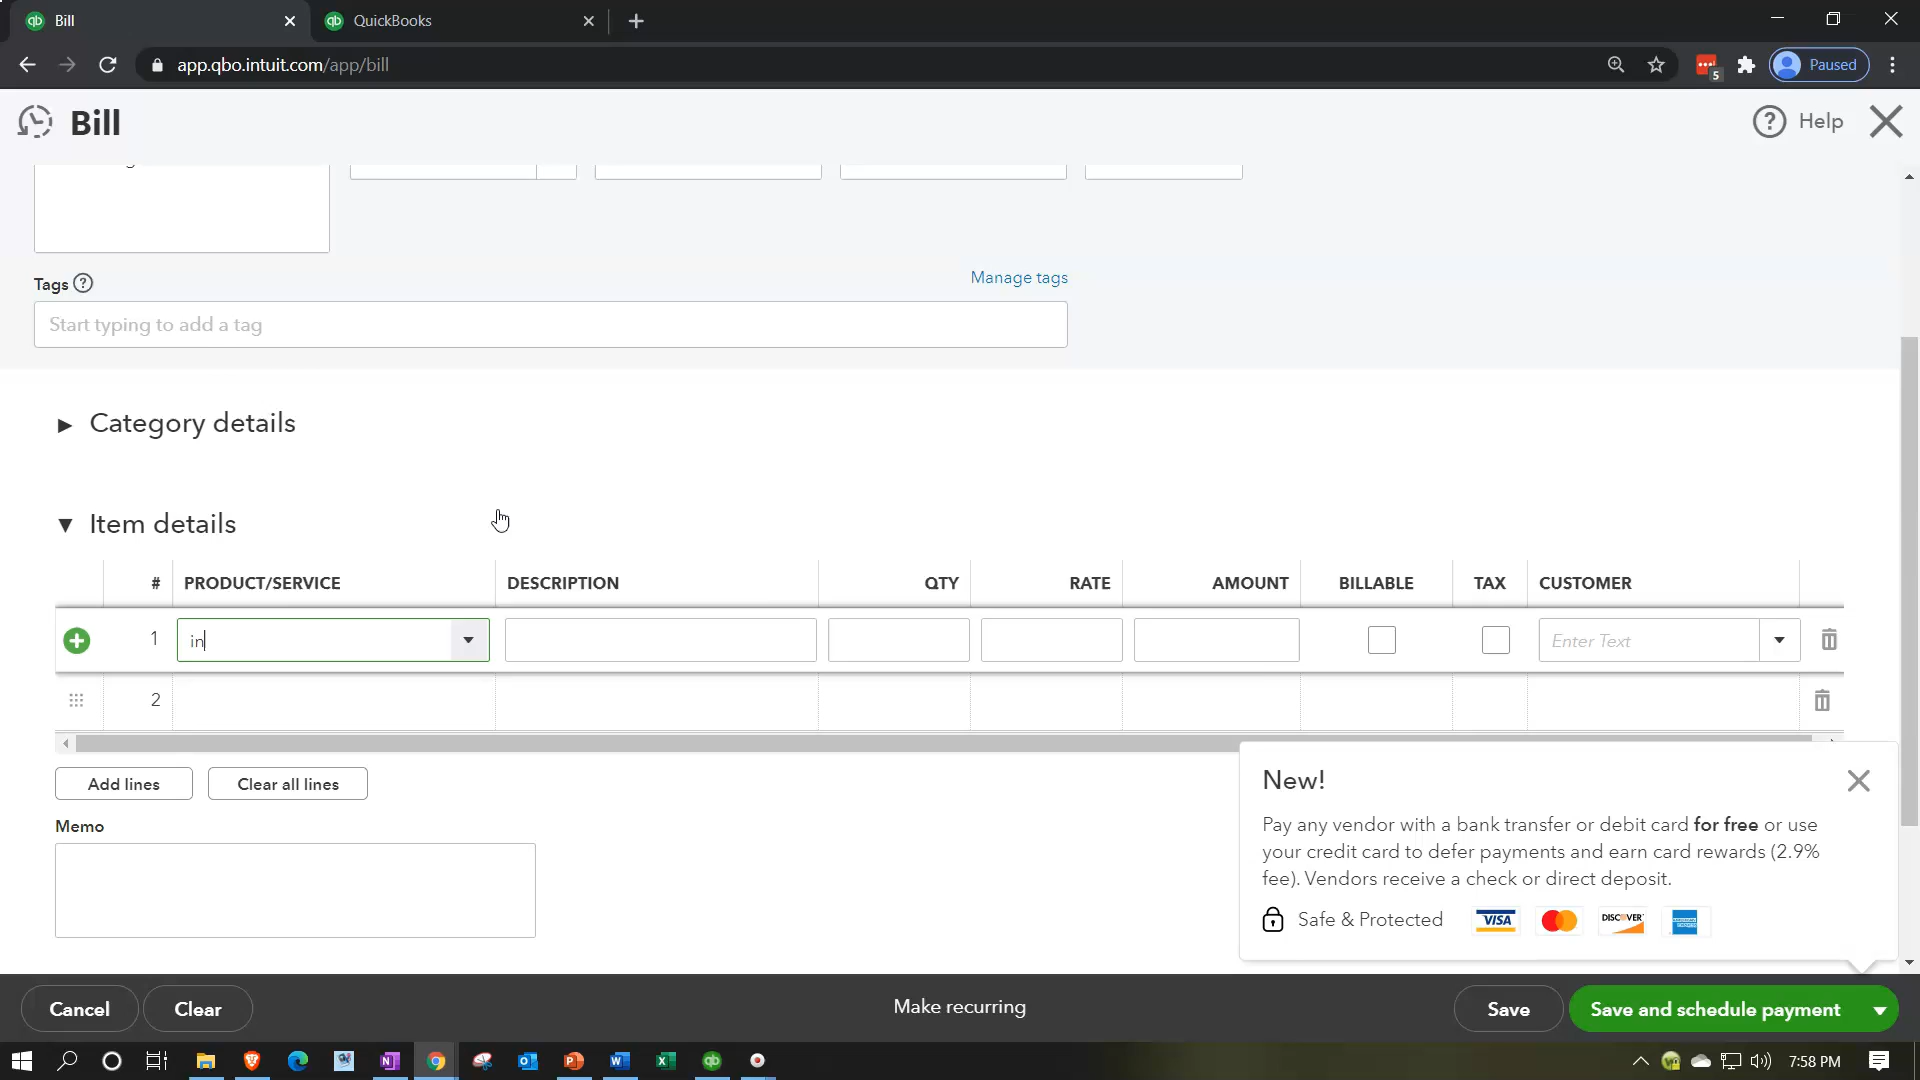 Bill
QuickBooks
app.qbo.intuit.com/app/bill
5
Paused
Bill
Help
Tags
Manage tags
Start typing to add a tag
Category details
Item details
# PRODUCT/SERVICE DESCRIPTION QTY RATE AMOUNT BILLABLE TAX CUSTOMER
1 in Enter Text
2
Add lines Clear all lines
Memo
New!
Pay any vendor with a bank transfer or debit card for free or use
your credit card to defer payments and earn card rewards (2.9%
fee). Vendors receive a check or direct deposit.
Safe & Protected VISA DISCOVER
Cancel Clear Make recurring Save Save and schedule payment
7:58 PM